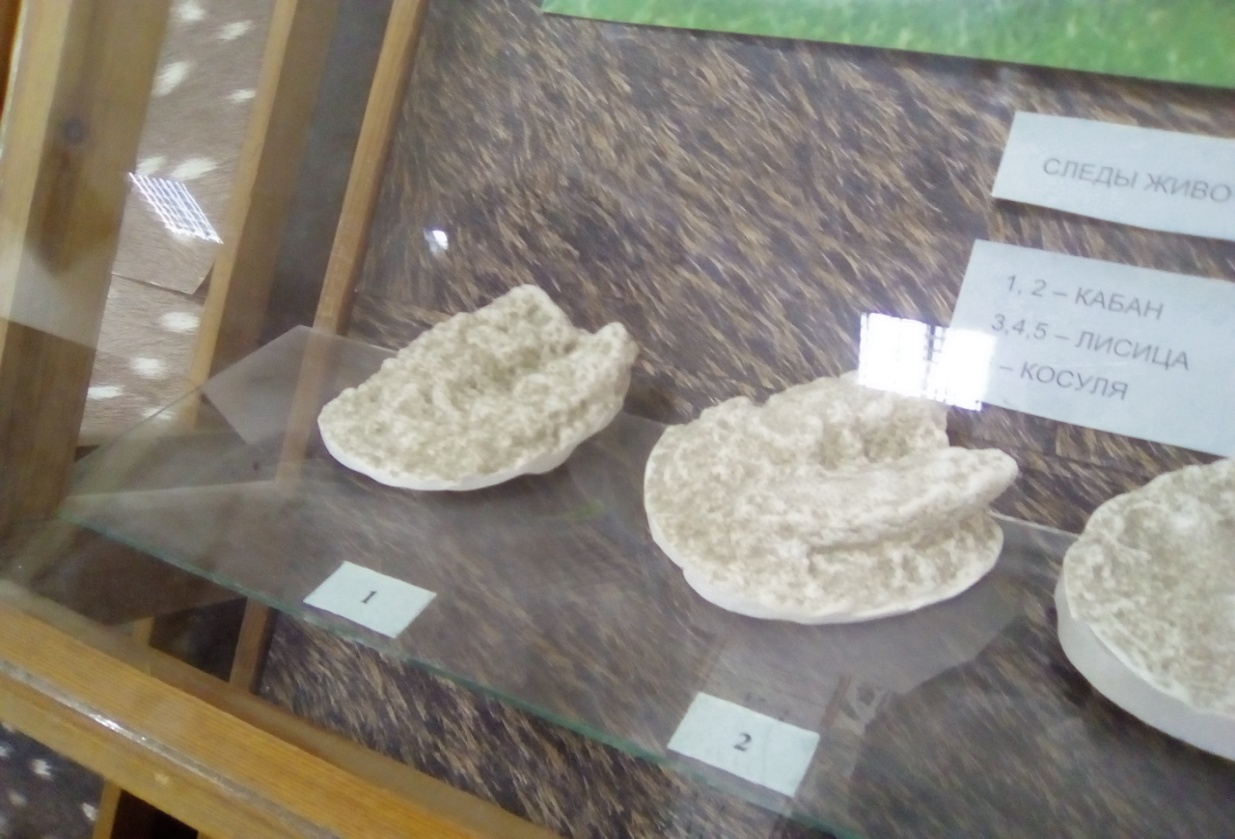 СЛЕДЫ ЖИВО
1, 2 – КАБАН
3,4,5 – ЛИСИЦА
– КОСУЛЯ
1
2